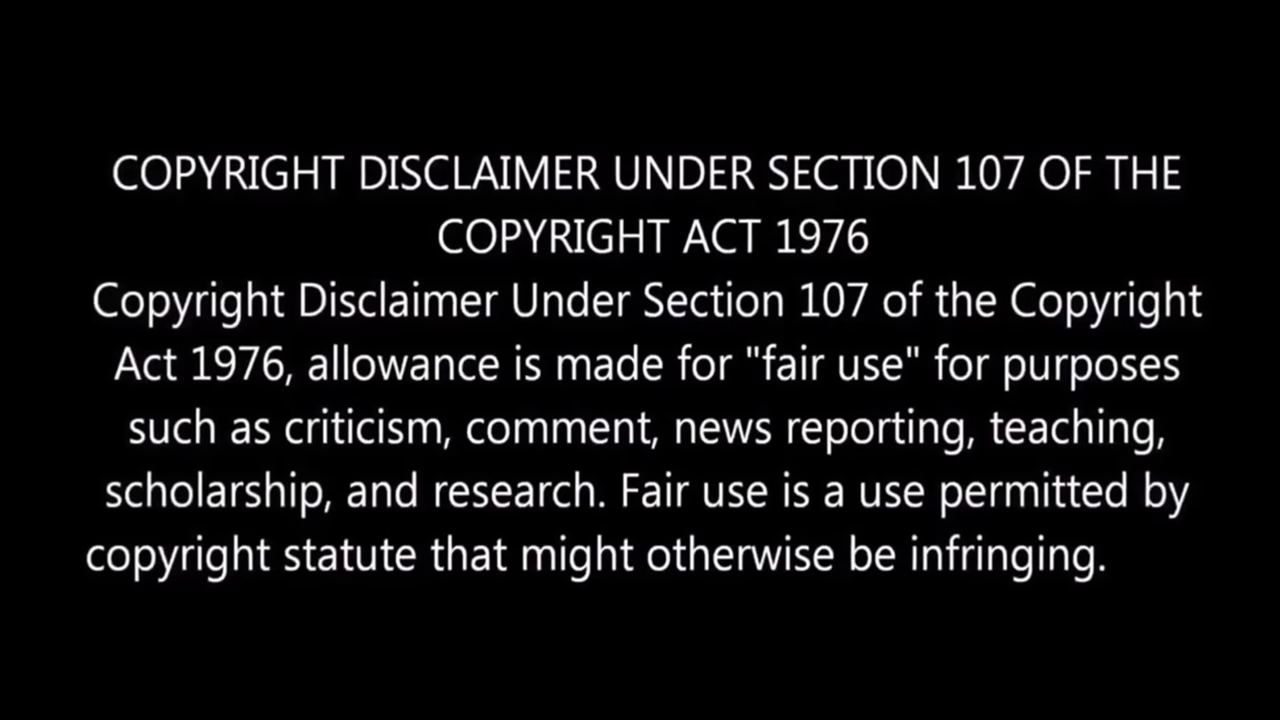 COPYRIGHT DISCLAIMER UNDER SECTION 107 OF THE
COPYRIGHT ACT 1976
Copyright Disclaimer Under Section 107 of the Copyright
Act 1976, allowance is made for "fair use" for purposes
such as criticism, comment, news reporting, teaching,
scholarship, and research. Fair use is a use permitted by
copyright statute that might otherwise be infringing.